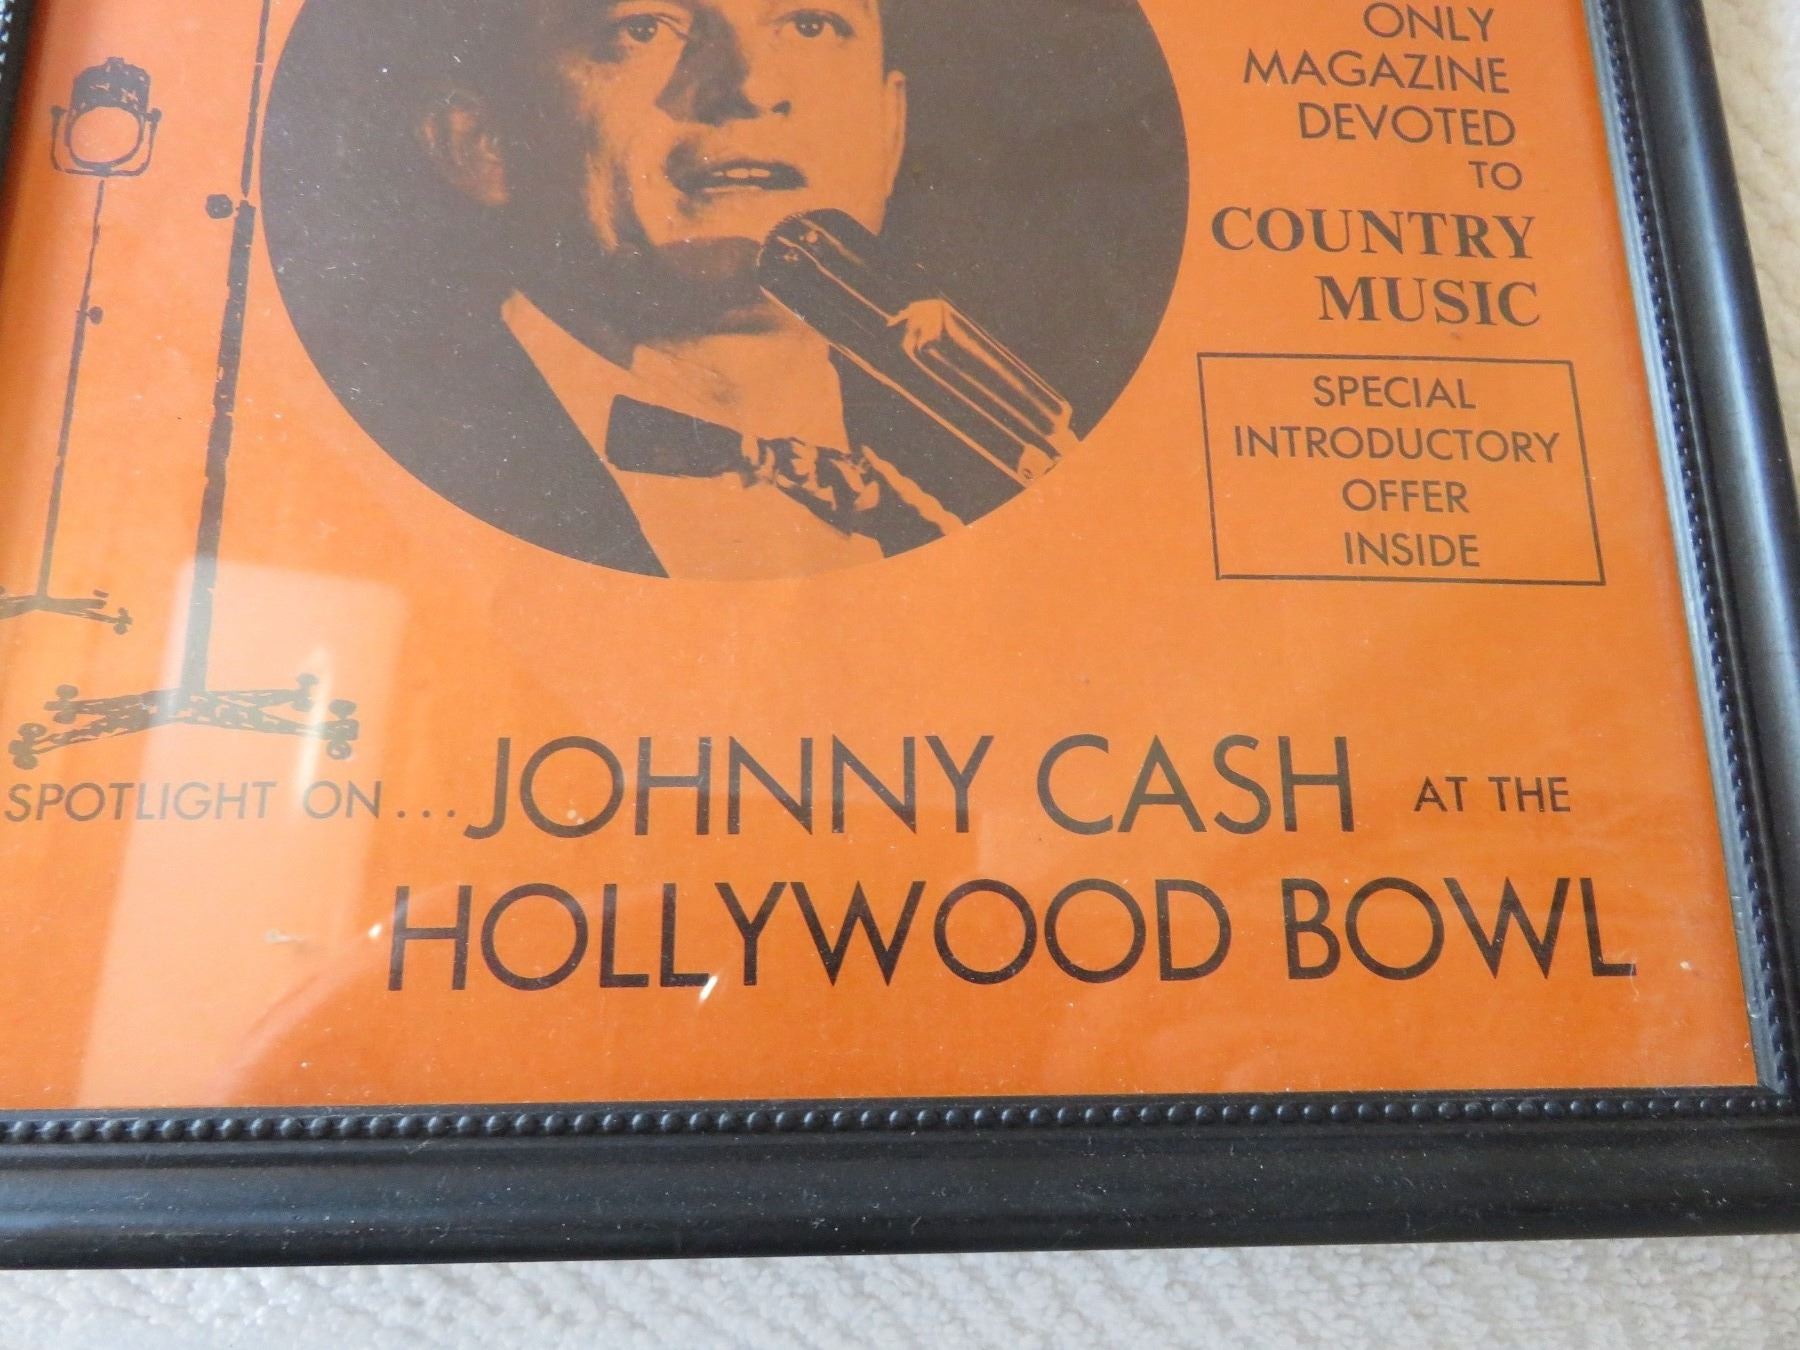 ONLY
MAGAZINE
DEVOTED
TO
COUNTRY
MUSIC
SPECIAL
INTRODUCTORY
OFFER
INSIDE
SPOTLIGHT ON... JOHNNY CASH AT THE
HOLLYWOOD BOWL